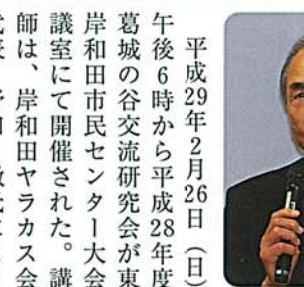 平成29年2月26日（日）
午後6時から平成28年度
葛城の谷交流研究会が東
岸和田市民センター大会
議室にて開催された。講
師は、岸和田ヤラカス会